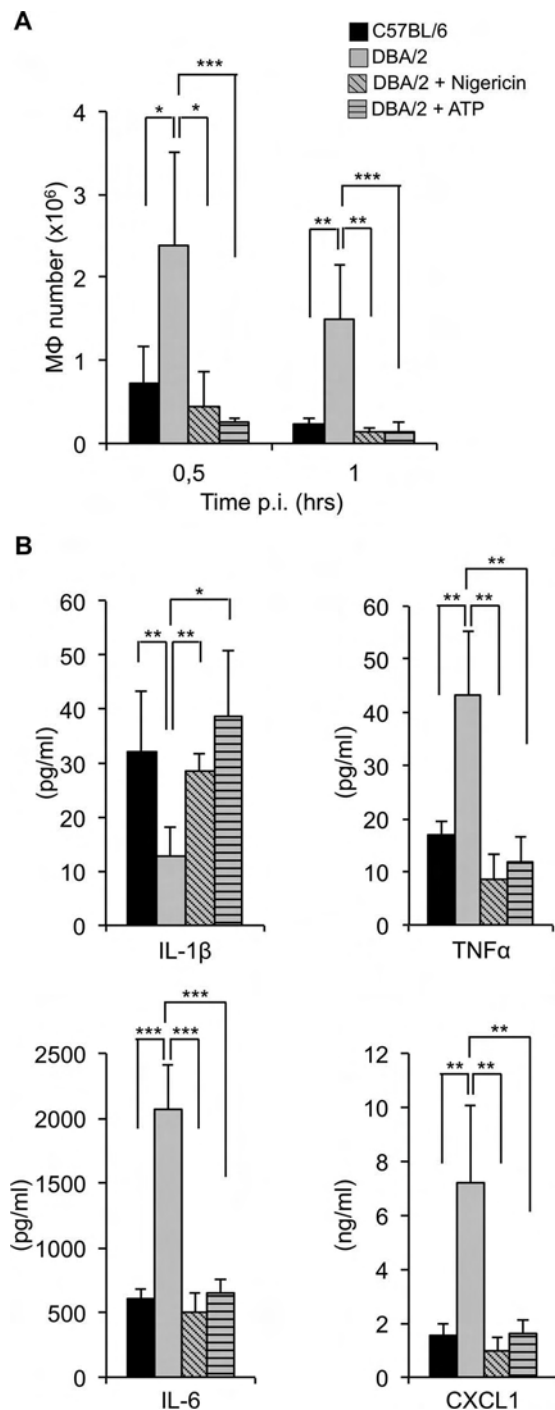 A
C57BL/6
DBA/2
DBA/2 + Nigericin
DBA/2 + ATP
***
* *
***
** **
MΦ number (x10⁶)
4
3
2
1
0
0,5 1
Time p.i. (hrs)
B
*
** **
(pg/ml)
60
50
40
30
20
10
0
IL-1β
**
** **
(pg/ml)
60
50
40
30
20
10
0
TNFα
***
*** ***
(pg/ml)
2500
2000
1500
1000
500
0
IL-6
**
** **
(ng/ml)
12
10
8
6
4
2
0
CXCL1